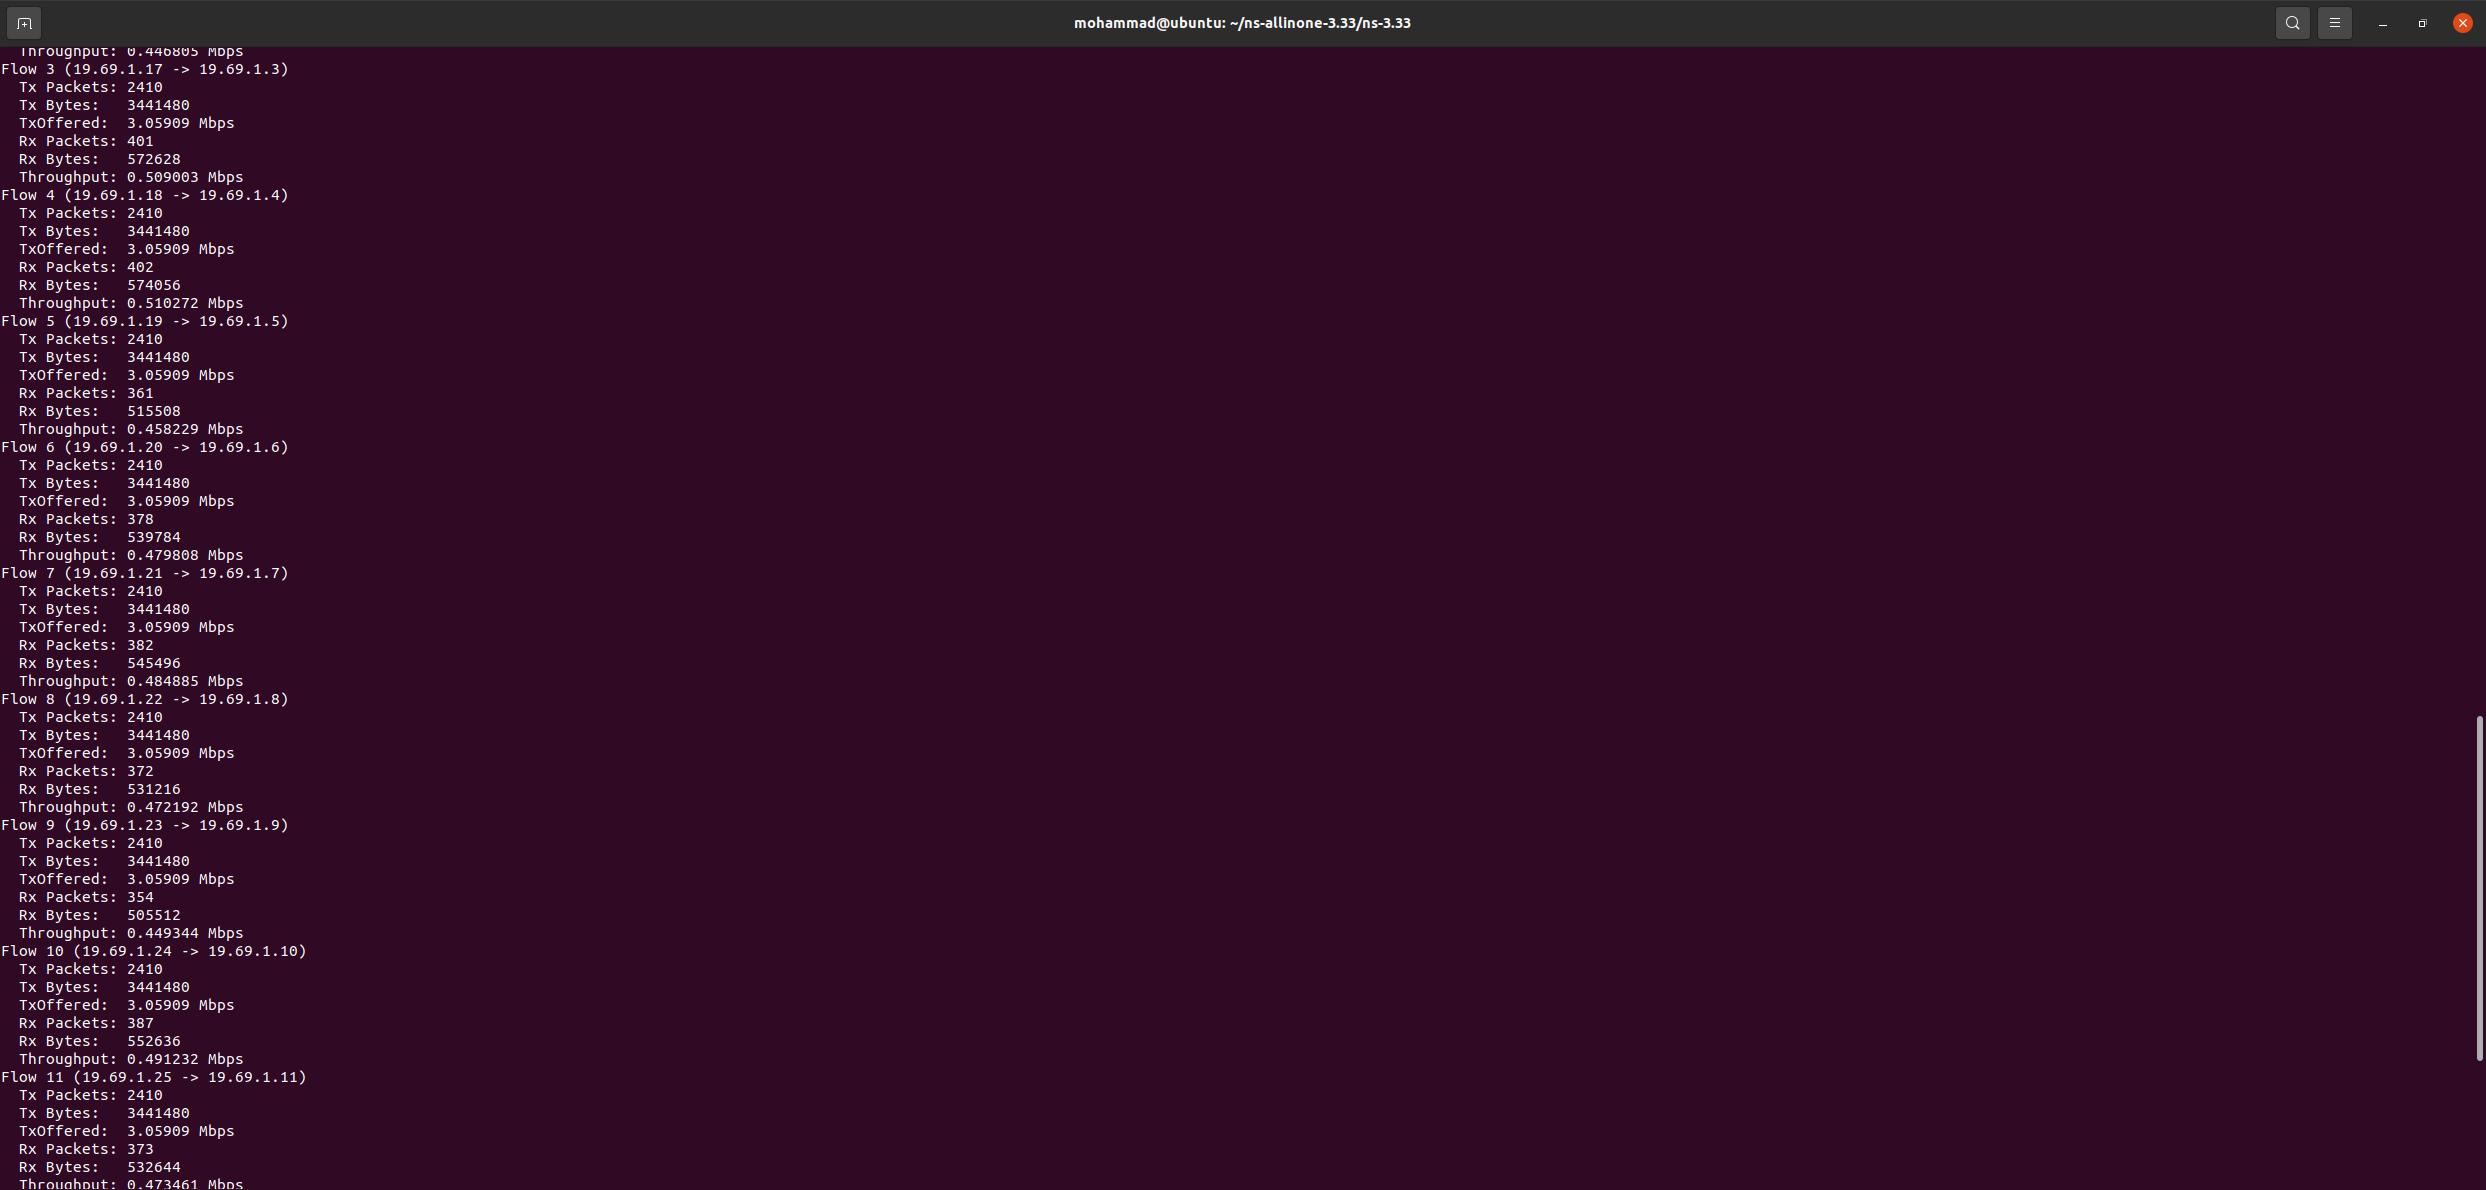 mohammad@ubuntu: ~/ns-allinone-3.33/ns-3.33
Throughput: 0.446805 Mbps
Flow 3 (19.69.1.17 -> 19.69.1.3)
  Tx Packets: 2410
  Tx Bytes:   3441480
  TxOffered:  3.05909 Mbps
  Rx Packets: 401
  Rx Bytes:   572628
  Throughput: 0.509003 Mbps
Flow 4 (19.69.1.18 -> 19.69.1.4)
  Tx Packets: 2410
  Tx Bytes:   3441480
  TxOffered:  3.05909 Mbps
  Rx Packets: 402
  Rx Bytes:   574056
  Throughput: 0.510272 Mbps
Flow 5 (19.69.1.19 -> 19.69.1.5)
  Tx Packets: 2410
  Tx Bytes:   3441480
  TxOffered:  3.05909 Mbps
  Rx Packets: 361
  Rx Bytes:   515508
  Throughput: 0.458229 Mbps
Flow 6 (19.69.1.20 -> 19.69.1.6)
  Tx Packets: 2410
  Tx Bytes:   3441480
  TxOffered:  3.05909 Mbps
  Rx Packets: 378
  Rx Bytes:   539784
  Throughput: 0.479808 Mbps
Flow 7 (19.69.1.21 -> 19.69.1.7)
  Tx Packets: 2410
  Tx Bytes:   3441480
  TxOffered:  3.05909 Mbps
  Rx Packets: 382
  Rx Bytes:   545496
  Throughput: 0.484885 Mbps
Flow 8 (19.69.1.22 -> 19.69.1.8)
  Tx Packets: 2410
  Tx Bytes:   3441480
  TxOffered:  3.05909 Mbps
  Rx Packets: 372
  Rx Bytes:   531216
  Throughput: 0.472192 Mbps
Flow 9 (19.69.1.23 -> 19.69.1.9)
  Tx Packets: 2410
  Tx Bytes:   3441480
  TxOffered:  3.05909 Mbps
  Rx Packets: 354
  Rx Bytes:   505512
  Throughput: 0.449344 Mbps
Flow 10 (19.69.1.24 -> 19.69.1.10)
  Tx Packets: 2410
  Tx Bytes:   3441480
  TxOffered:  3.05909 Mbps
  Rx Packets: 387
  Rx Bytes:   552636
  Throughput: 0.491232 Mbps
Flow 11 (19.69.1.25 -> 19.69.1.11)
  Tx Packets: 2410
  Tx Bytes:   3441480
  TxOffered:  3.05909 Mbps
  Rx Packets: 373
  Rx Bytes:   532644
  Throughput: 0.473461 Mbps